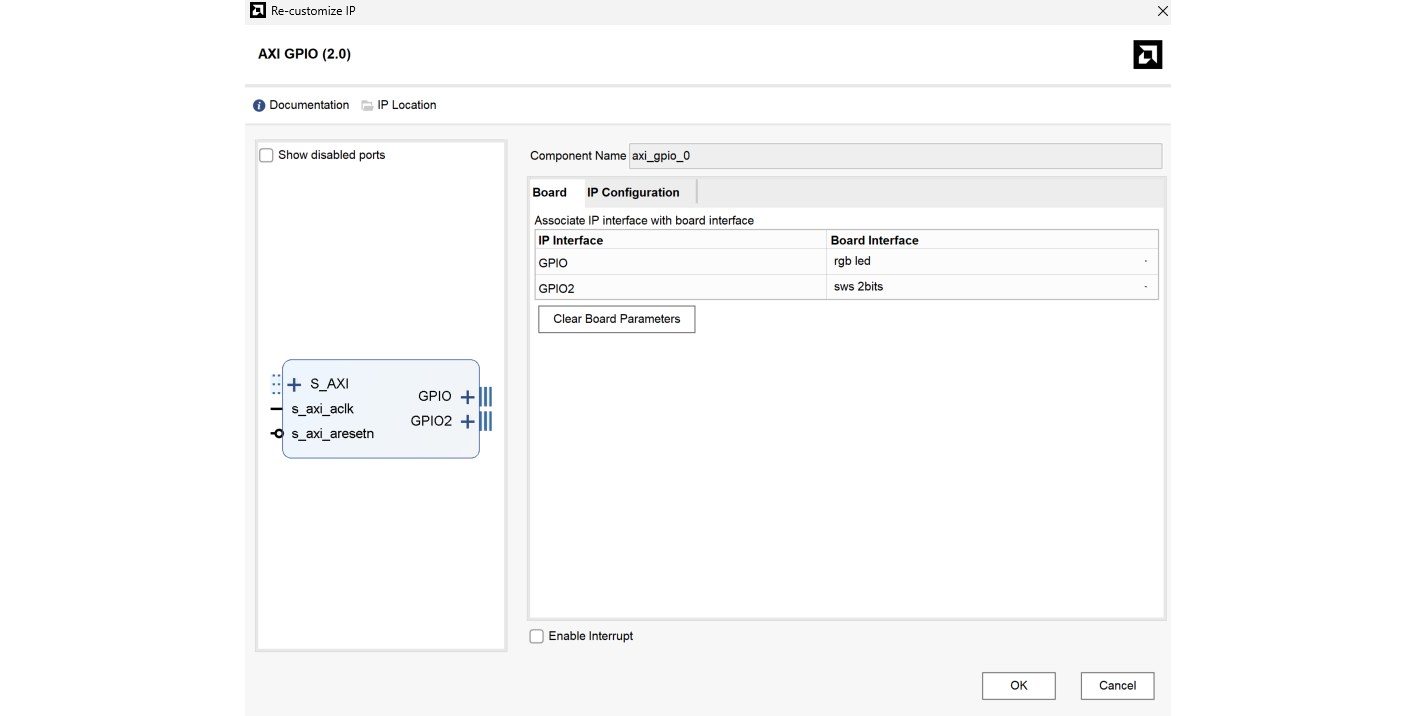 Re-customize IP
AXI GPIO (2.0)
Documentation IP Location
Show disabled ports
S_AXI
s_axi_aclk
s_axi_aresetn
GPIO
GPIO2
Component Name axi_gpio_0
Board IP Configuration
Associate IP interface with board interface
IP Interface Board Interface
GPIO rgb led
GPIO2 sws 2bits
Clear Board Parameters
Enable Interrupt
OK Cancel